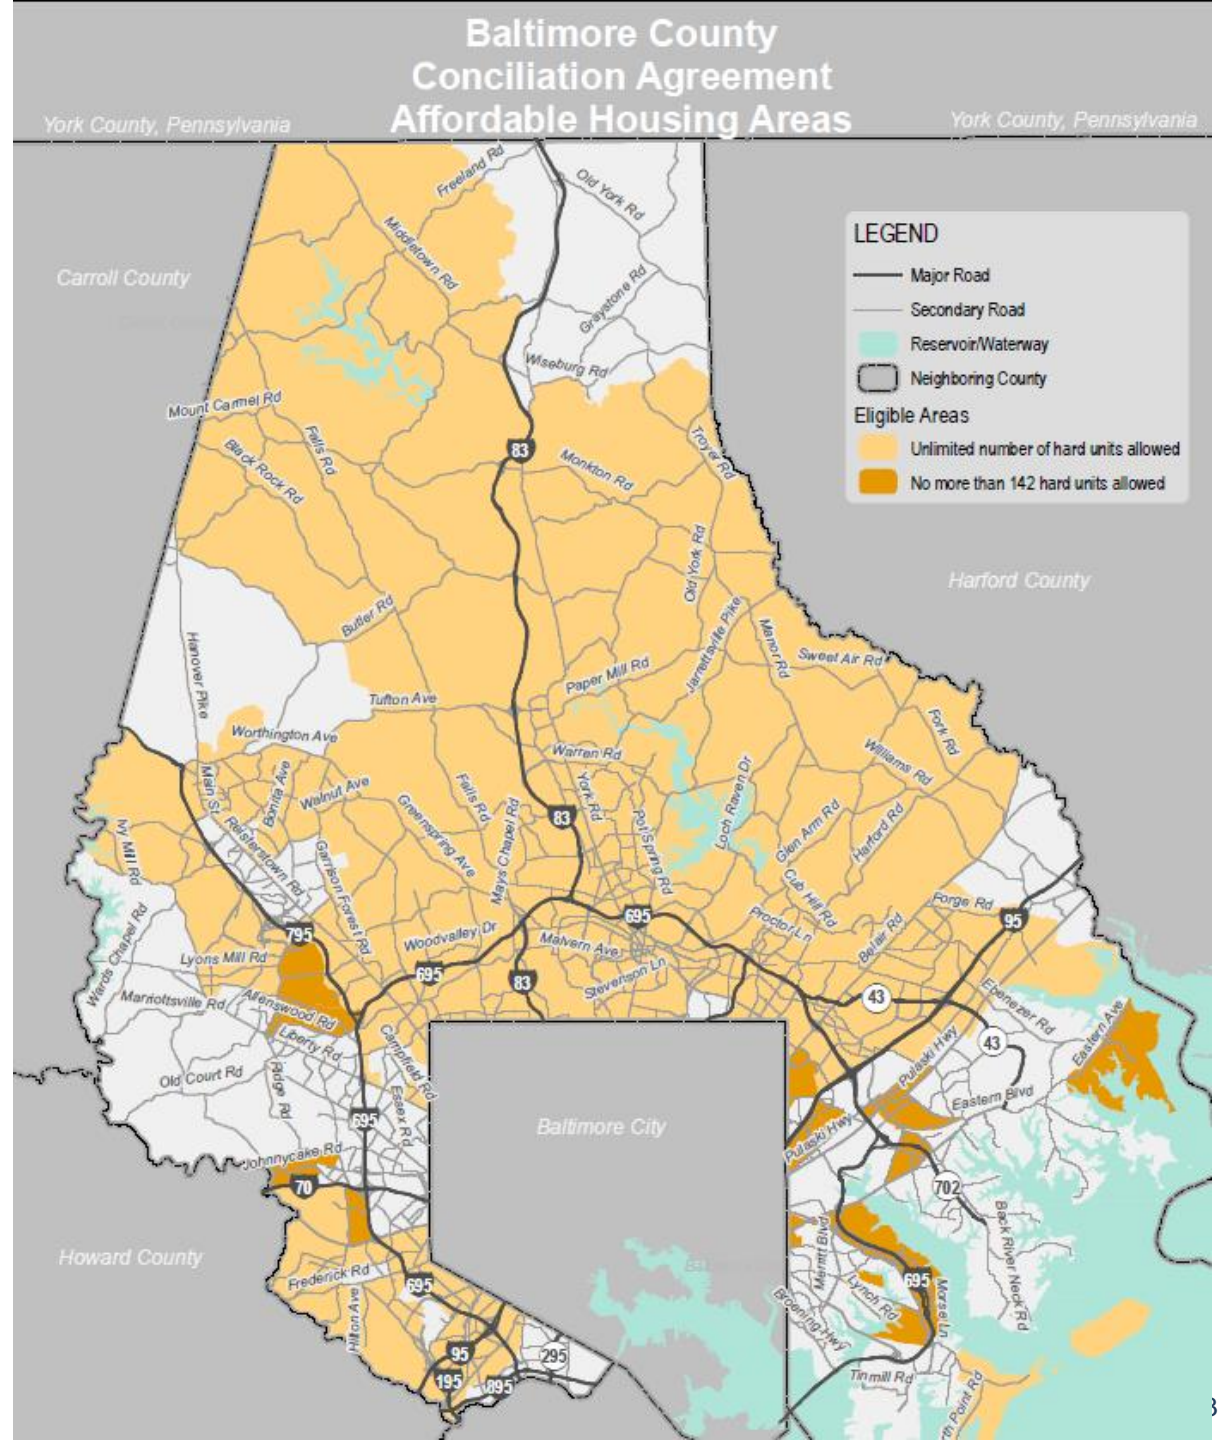 Baltimore County
Conciliation Agreement
Affordable Housing Areas
York County, Pennsylvania
York County, Pennsylvania
Carroll County
Harford County
Howard County
Baltimore City
LEGEND
Major Road
Secondary Road
Reservoir/Waterway
Neighboring County
Eligible Areas
Unlimited number of hard units allowed
No more than 142 hard units allowed
Freeland Rd
Old York Rd
Middletown Rd
Graystone Rd
Wiseburg Rd
Mount Carmel Rd
Falls Rd
Black Rock Rd
83
Monkton Rd
Troyer Rd
Old York Rd
Butler Rd
Jarrettsville Pike
Manor Rd
Sweet Air Rd
Hanover Pike
Paper Mill Rd
Tufton Ave
Fork Rd
Worthington Ave
Warren Rd
Williams Rd
Main St
Bonita Ave
Walnut Ave
Falls Rd
York Rd
Loch Raven Dr
Ivy Mill Rd
Reisterstown Rd
Greenspring Ave
Mays Chapel Rd
83
Pot Spring Rd
Glen Arm Rd
Harford Rd
Garrison Forest Rd
Cub Hill Rd
Forge Rd
95
Wards Chapel Rd
795
Woodvalley Dr
695
Proctor Ln
Belair Rd
Malvern Ave
Lyons Mill Rd
695
83
Stevenson Ln
43
Ebenezer Rd
Marriottsville Rd
Allenswood Rd
Liberty Rd
Campfield Rd
Pulaski Hwy
43
Eastern Ave
Old Court Rd
Ridge Rd
Essex Rd
Eastern Blvd
695
Pulaski Hwy
Johnnycake Rd
70
702
Back River Neck Rd
Merritt Blvd
Frederick Rd
695
Hilton Ave
Lynch Rd
695
Morse Ln
Broening Hwy
95
295
195
895
Tinmill Rd
rth Point Rd
3